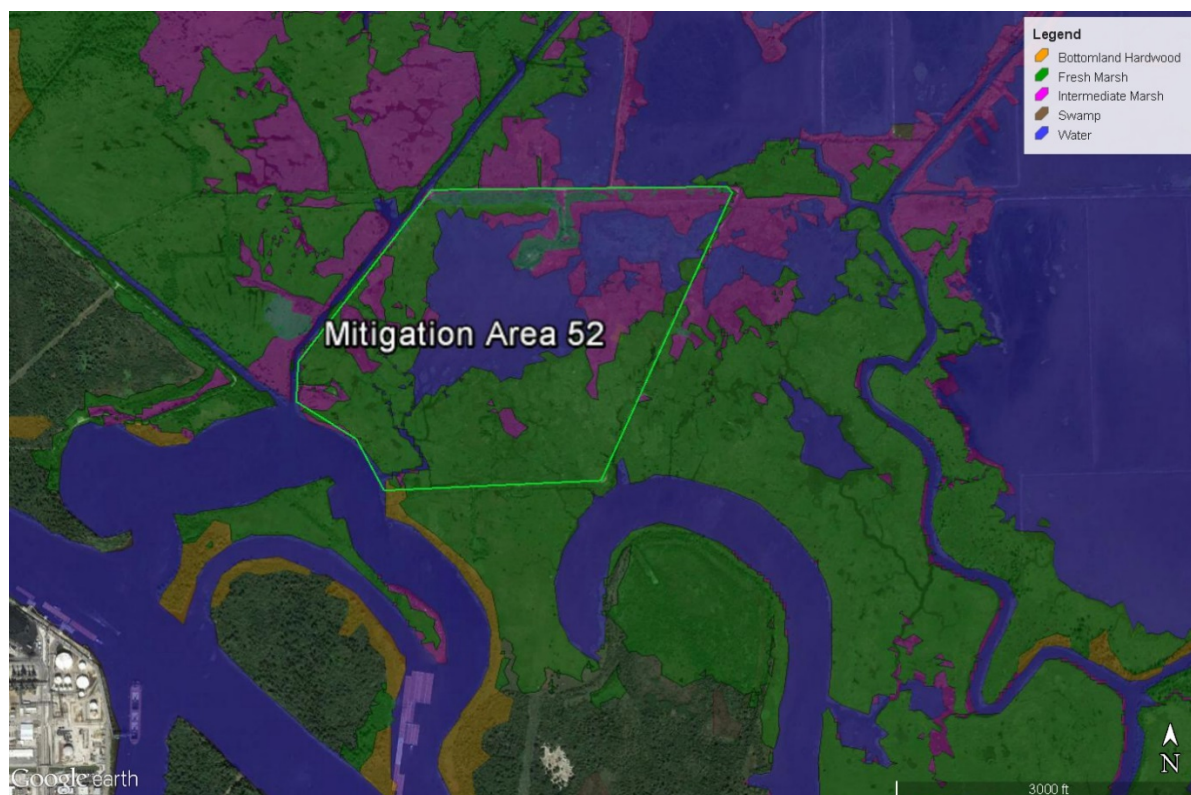 Legend
Bottomland Hardwood
Fresh Marsh
Intermediate Marsh
Swamp
Water
Mitigation Area 52
Google earth
N
3000 ft